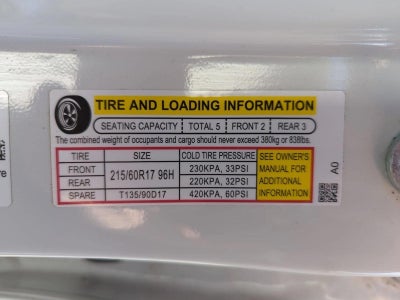 TIRE AND LOADING INFORMATION
SEATING CAPACITY TOTAL 5 FRONT 2 REAR 3
The combined weight of occupants and cargo should never exceed 380kg or 838lbs.
TIRE SIZE COLD TIRE PRESSURE
FRONT 215/60R17 96H 230KPA, 33PSI
REAR 220KPA, 32PSI
SPARE T135/90D17 420KPA, 60PSI
SEE OWNER'S
MANUAL FOR
ADDITIONAL
INFORMATION
A0